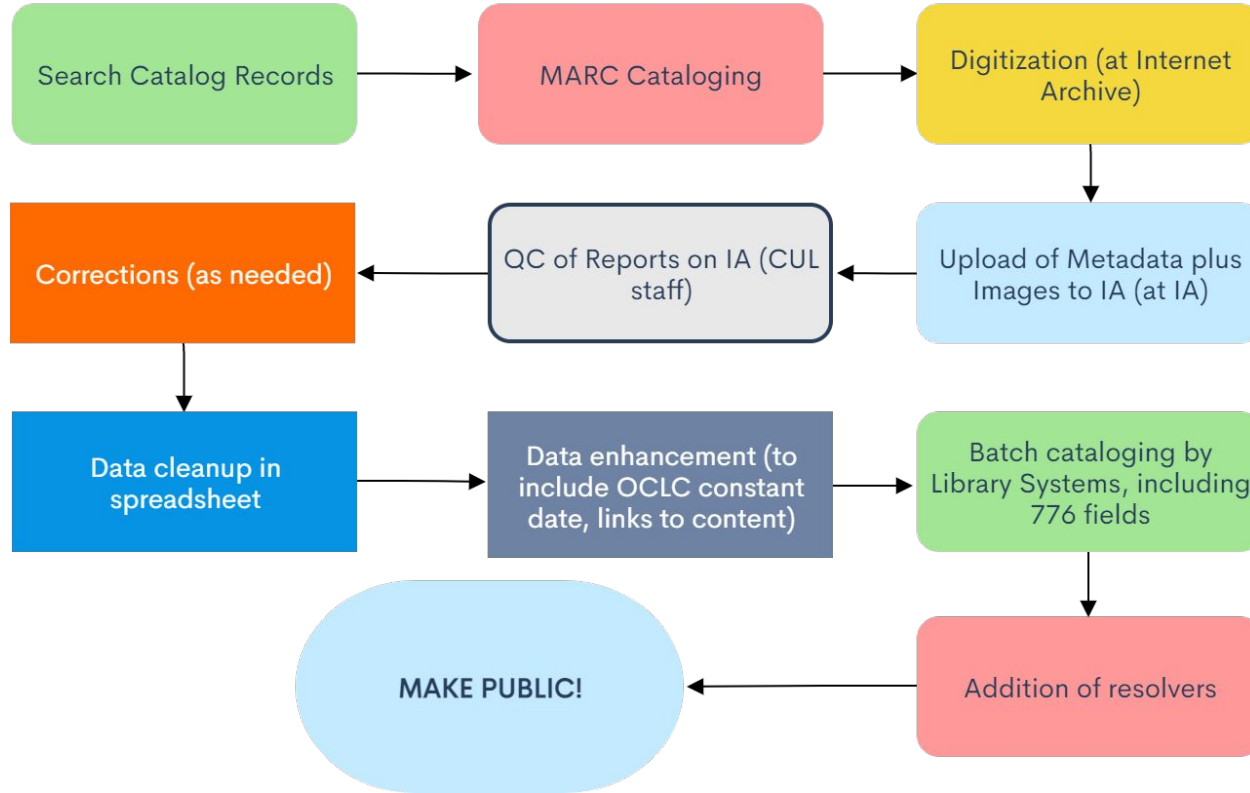 Search Catalog Records
MARC Cataloging
Digitization (at Internet
Archive)
Upload of Metadata plus
Images to IA (at IA)
QC of Reports on IA (CUL
staff)
Corrections (as needed)
Data cleanup in
spreadsheet
Data enhancement (to
include OCLC constant
date, links to content)
Batch cataloging by
Library Systems, including
776 fields
Addition of resolvers
MAKE PUBLIC!